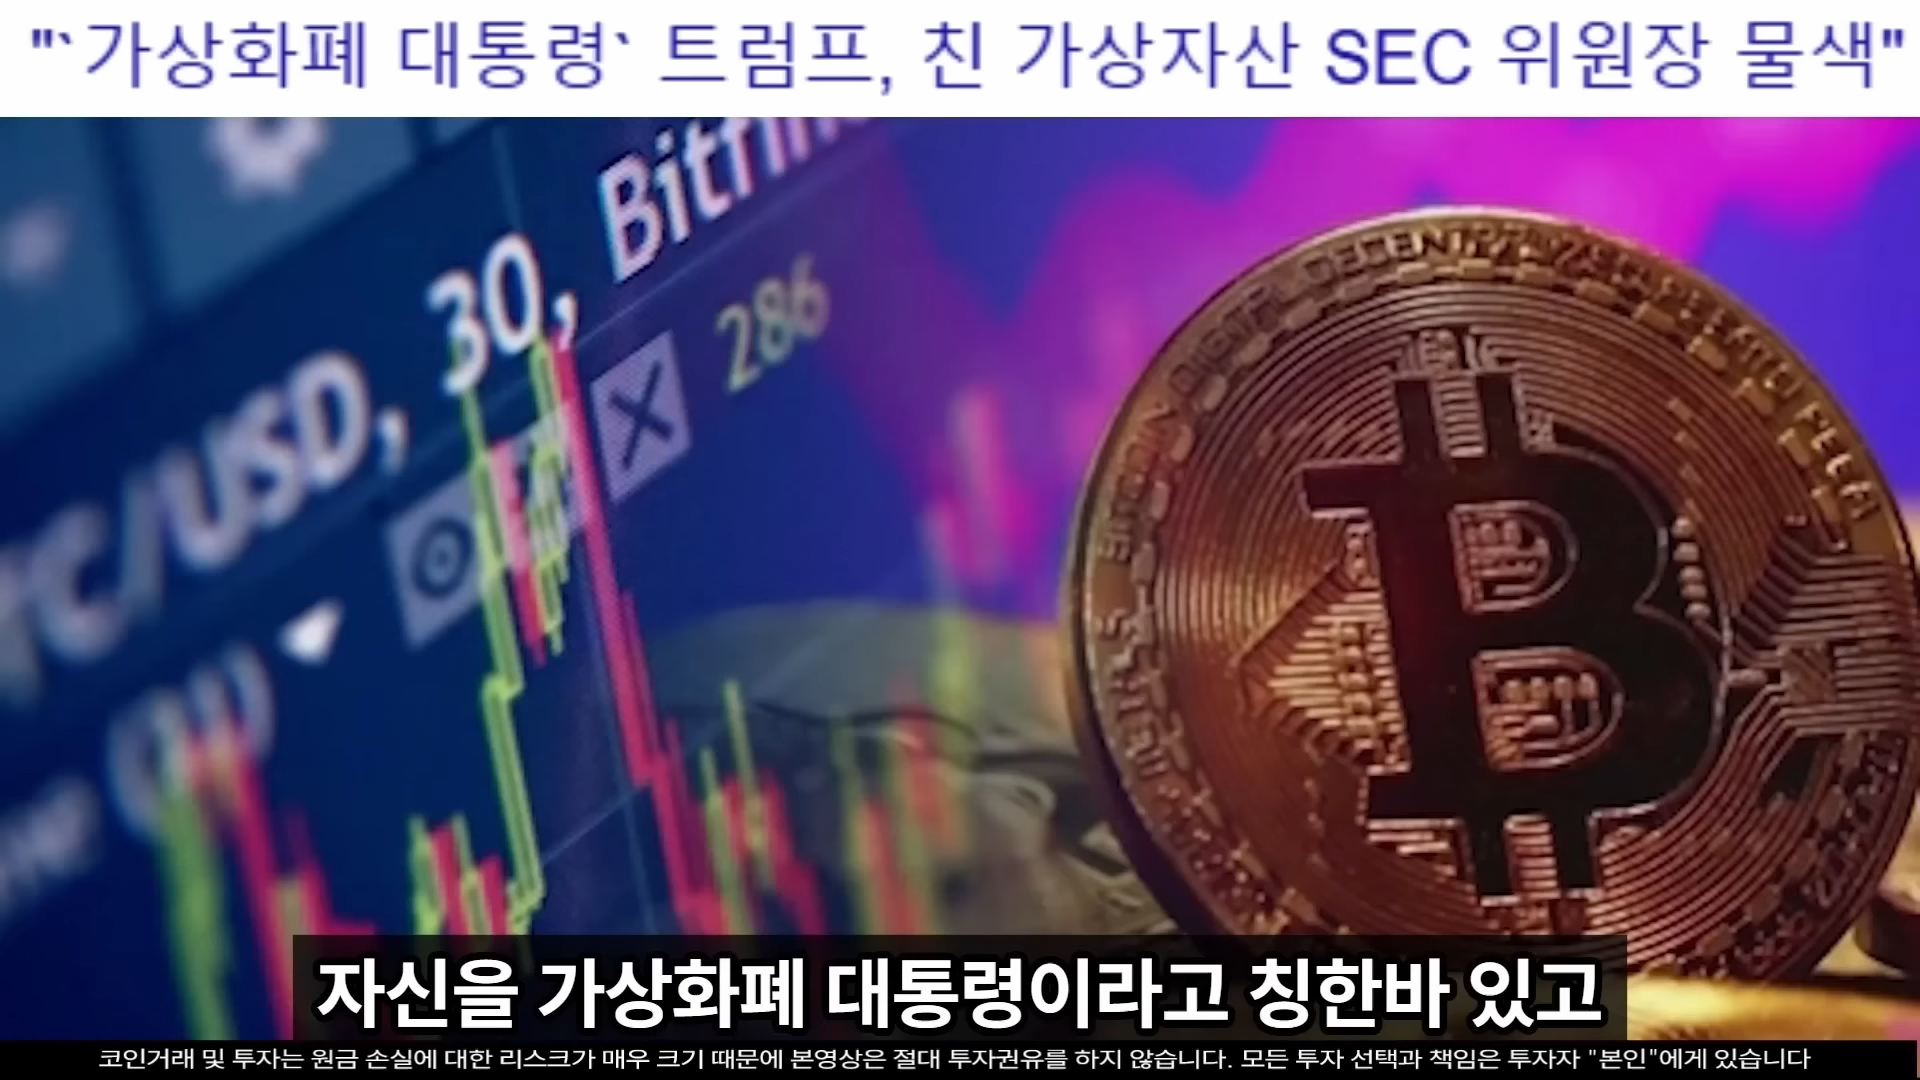 "`가상화폐 대통령` 트럼프, 친 가상자산 SEC 위원장 물색"
Bitfin
30,
286
C/USD,
자신을 가상화폐 대통령이라고 칭한바 있고
코인거래 및 투자는 원금 손실에 대한 리스크가 매우 크기 때문에 본영상은 절대 투자권유를 하지 않습니다. 모든 투자 선택과 책임은 투자자 "본인"에게 있습니다